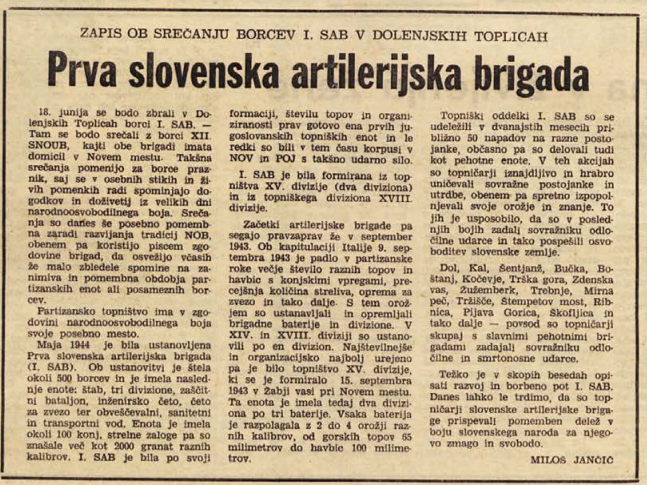 ZAPIS OB SREČANJU BORCEV I. SAB V DOLENJSKIH TOPLICAH
Prva slovenska artilerijska brigada
18. junija se bodo zbrali v Do-
lenjskih Toplicah borci I. SAB. —
Tam se bodo srečali z borci XII.
SNOUB, kajti obe brigadi imata
domicil v Novem mestu. Takšna
srečanja pomenijo za borce praz-
nik, saj se v osebnih stikih in ži-
vih pomenkih radi spominjajo do-
godkov in doživetij iz velikih dni
narodnoosvobodilnega boja. Sreča-
nja so danes še posebno pomemb-
na zaradi razvijanja tradicij NOB,
obenem pa koristijo piscem zgo-
dovine brigad, da osvežijo včasih
že malo zbledele spomine na za-
nimiva in pomembna obdobja par-
tizanskih enot ali posameznih bor-
cev.
Partizansko topništvo ima v zgo-
dovini narodnoosvobodilnega boja
svoje posebno mesto.
Maja 1944 je bila ustanovljena
Prva slovenska artilerijska brigada
(I. SAB). Ob ustanovitvi je štela
okoli 500 borcev in je imela nasled-
nje enote: štab, tri divizione, zaščit-
ni bataljon, inženirsko četo, četo
za zvezo ter obveščevalni, sanitetni
in transportni vod. Enota je imela
okoli 100 konj, strelne zaloge pa so
znašale več kot 2000 granat raznih
kalibrov. I. SAB je bila po svoji
formaciji, številu topov in organi-
ziranosti prav gotovo ena prvih ju-
goslovanskih topniških enot in le
redki so bili v tem času korpusi v
NOV in POJ s takšno udarno silo.
I. SAB je bila formirana iz top-
ništva XV. divizije (dva diviziona)
in iz topniškega diviziona XVIII.
divizije.
Začetki artilerijske brigade pa
segajo pravzaprav že v september
1943. Ob kapitulaciji Italije 9. sep-
tembra 1943 je padlo v partizanske
roke večje število raznih topov in
havbic s konjskimi vpregami, pre-
cejšnja količina streliva, oprema za
zvezo in tako dalje. S tem orož-
jem so ustanavljali in opremljali
brigadne baterije in divizione. V
XIV. in XVIII. diviziji so ustano-
vili po en divizion. Najštevilnejše
in organizacijsko najbolj urejeno
pa je bilo topništvo XV. divizije,
ki se je formiralo 15. septembra
1943 v Žabji vasi pri Novem mestu.
Ta enota je imela tedaj dva divizi-
ona po tri baterije. Vsaka baterija
je razpolagala z 2 do 4 orožji raz-
nih kalibrov, od gorskih topov 65
milimetrov do havbic 100 milime-
trov.
Topniški oddelki I. SAB so se
udeležili v dvanajstih mesecih pri-
bližno 50 napadov na razne posto-
janke, občasno pa so delovali tudi
kot pehotne enote. V teh akcijah
so topničarji iznajdljivo in hrabro
uničevali sovražne postojanke in
utrdbe, obenem pa spretno izpopol-
njevali svoje orožje in znanje. To
jih je usposobilo, da so v posled-
njih bojih zadali sovražniku odlo-
čilne udarce in tako pospešili osvo-
boditev slovenske zemlje.
Dol, Kal, Šentjanž, Bučka, Bo-
štanj, Kočevje, Trška gora, Zdenska
vas, Žužemberk, Trebnje, Mirna
peč, Tržišče, Štempetov most, Rib-
nica, Pijava Gorica, Škofljica in
tako dalje — povsod so topničarji
skupaj s slavnimi pehotnimi bri-
gadami zadajali sovražniku odlo-
čilne in smrtonosne udarce.
Težko je v skopih besedah opi-
sati razvoj in borbeno pot I. SAB.
Danes lahko le trdimo, da so top-
ničarji slovenske artilerijske briga-
ge prispevali pomemben delež v
boju slovenskega naroda za njego-
vo zmago in svobodo.
MILOŠ JANČIČ